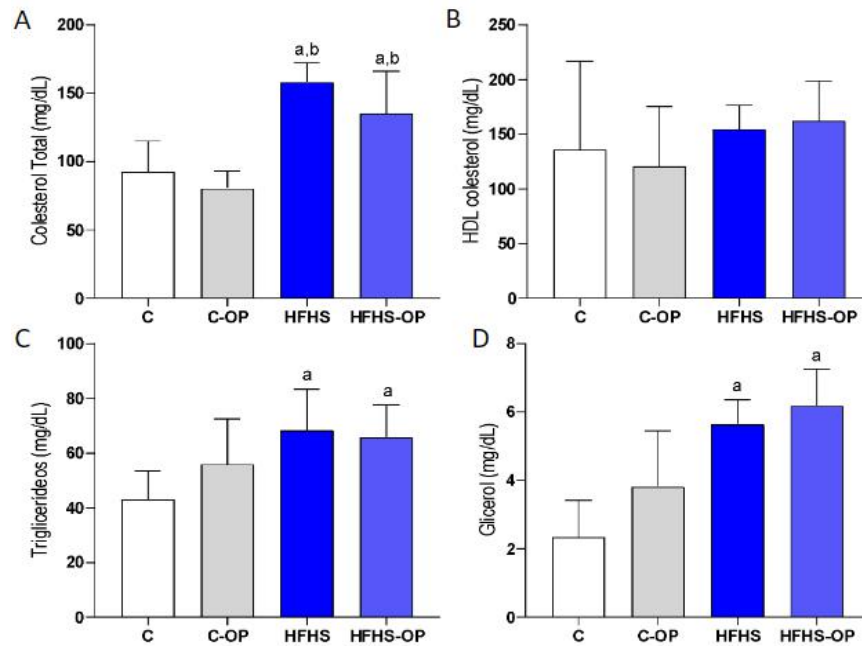 A
Colesterol Total (mg/dL)
200
150
100
50
0
a,b
a,b
C
C-OP
HFHS
HFHS-OP
B
HDL colesterol (mg/dL)
250
200
150
100
50
0
C
C-OP
HFHS
HFHS-OP
C
Triglicerídeos (mg/dL)
100
80
60
40
20
0
a
a
C
C-OP
HFHS
HFHS-OP
D
Glicerol (mg/dL)
8
6
4
2
0
a
a
C
C-OP
HFHS
HFHS-OP